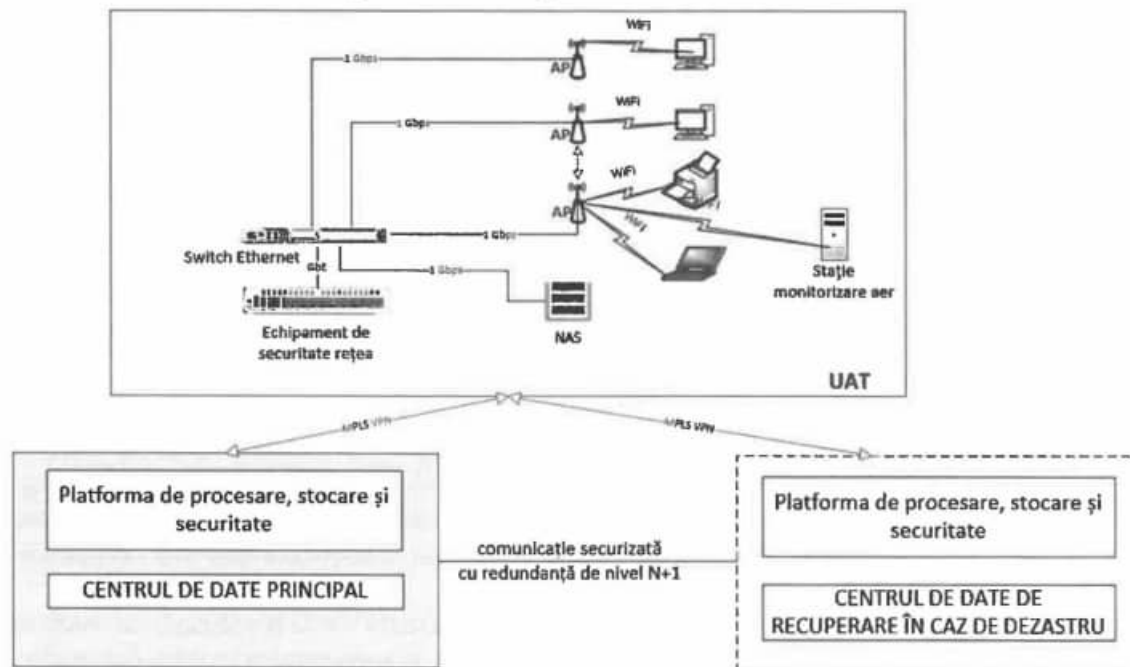 WiFi
1 Gbps
AP
WiFi
1 Gbps
AP
WiFi
WiFi
AP
1 Gbps
Switch Ethernet
GbE
1 Gbps
Stație
monitorizare aer
NAS
Echipament de
securitate rețea
UAT
MPLS VPN
MPLS VPN
Platforma de procesare, stocare și
securitate
CENTRUL DE DATE PRINCIPAL
comunicație securizată
cu redundanță de nivel N+1
Platforma de procesare, stocare și
securitate
CENTRUL DE DATE DE
RECUPERARE ÎN CAZ DE DEZASTRU